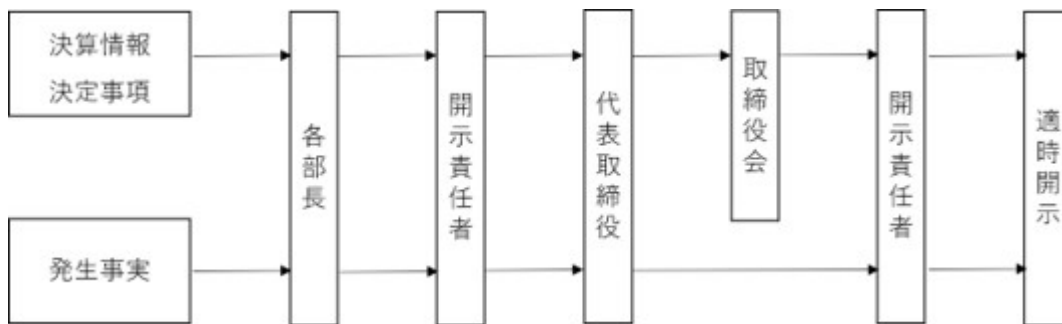 決算情報
決定事項
発生事実
各部長
開示責任者
代表取締役
取締役会
開示責任者
適時開示